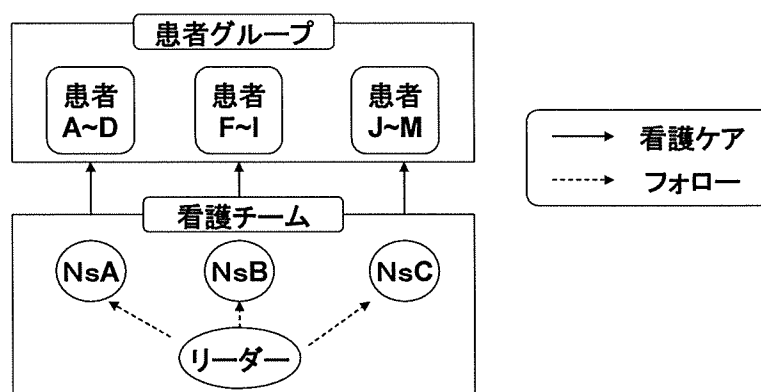 患者グループ
患者
A~D
患者
F~I
患者
J~M
看護ケア
フォロー
看護チーム
NsA
NsB
NsC
リーダー